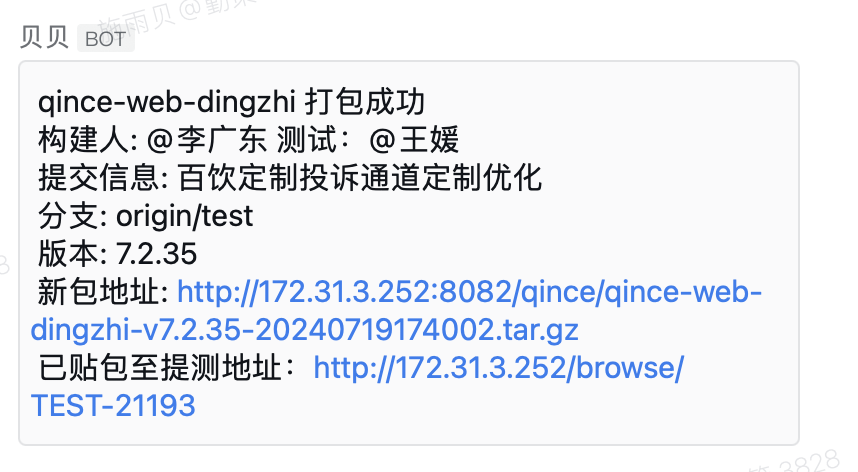 贝贝 BOT
qince-web-dingzhi 打包成功
构建人: @李广东 测试：@王媛
提交信息: 百饮定制投诉通道定制优化
分支: origin/test
版本: 7.2.35
新包地址: http://172.31.3.252:8082/qince/qince-web-
dingzhi-v7.2.35-20240719174002.tar.gz
已贴包至提测地址：http://172.31.3.252/browse/
TEST-21193
3828